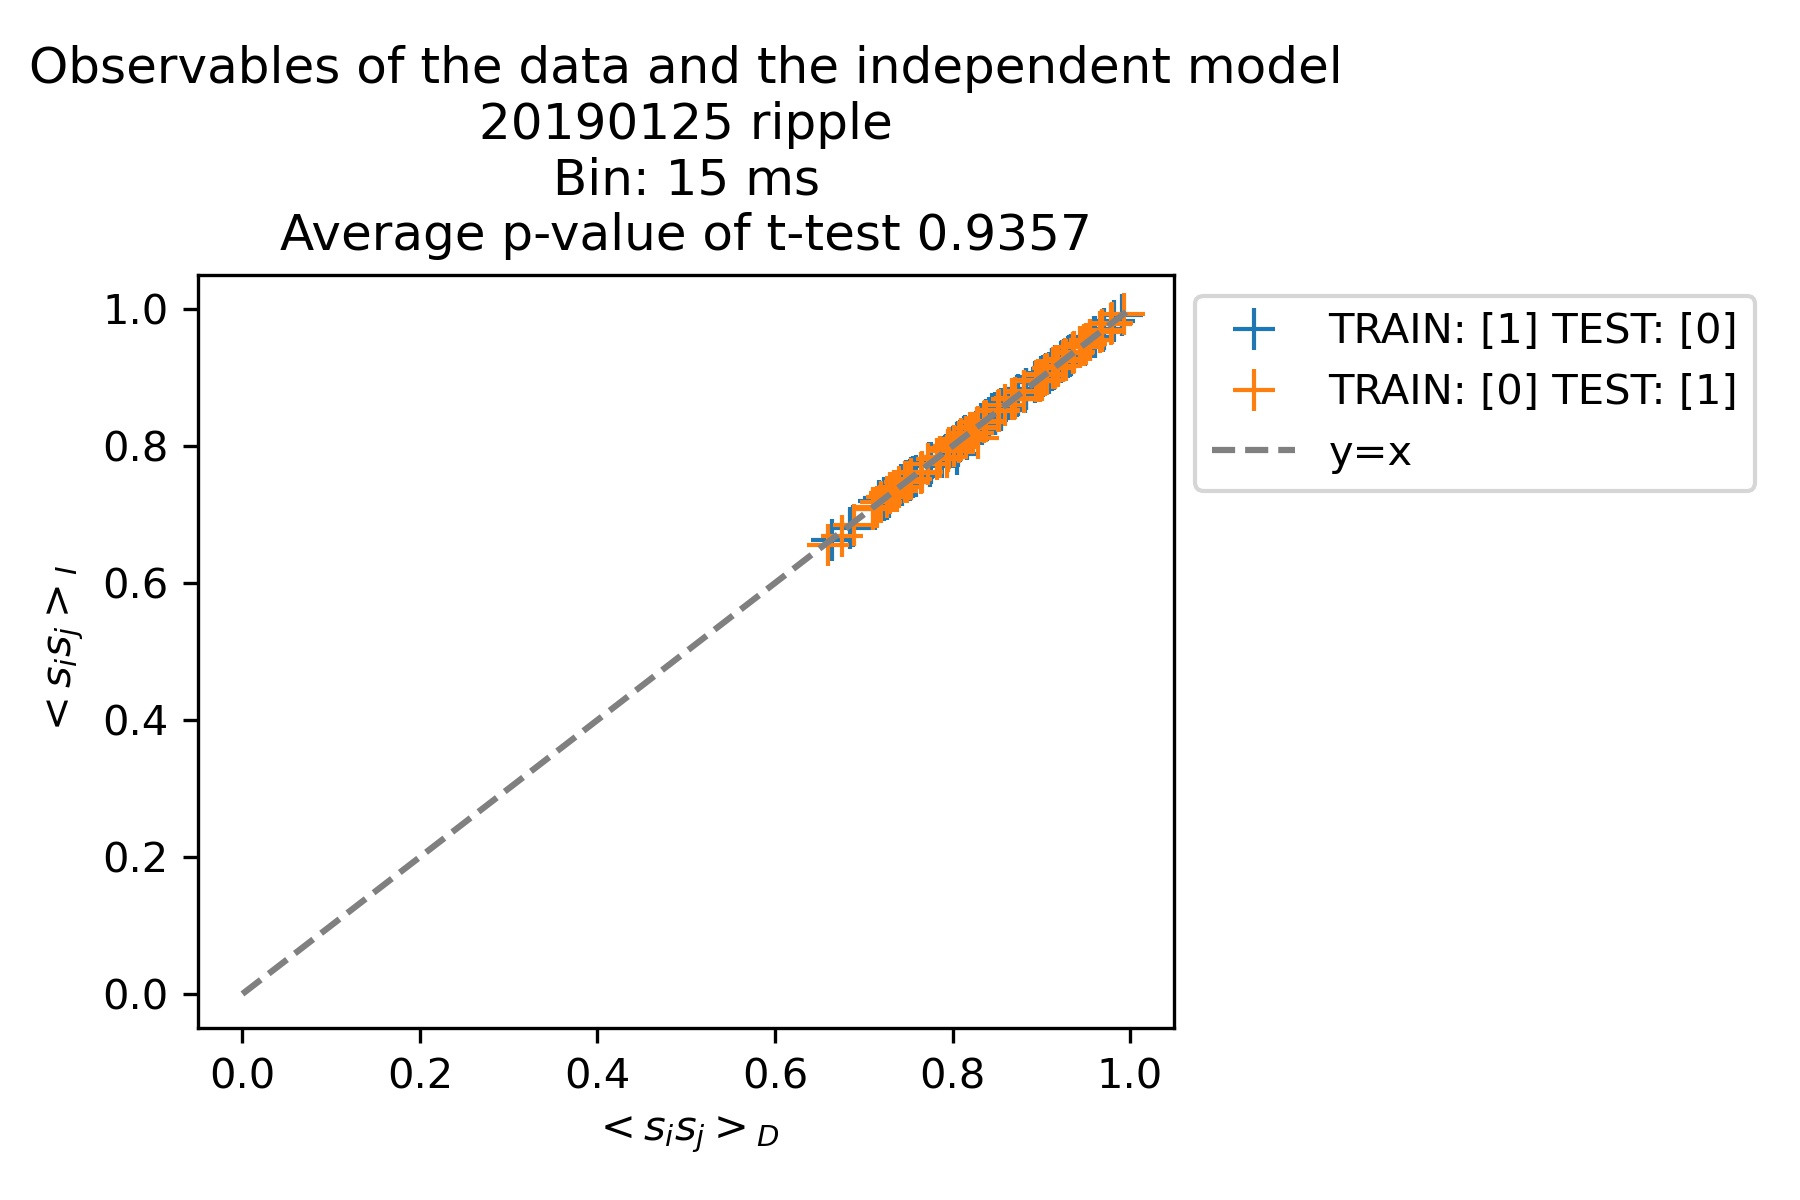 Observables of the data and the independent model
20190125 ripple
Bin: 15 ms
Average p-value of t-test 0.9357
1.0
0.8
0.6
0.4
0.2
0.0
<s_i s_j>_I
0.0 0.2 0.4 0.6 0.8 1.0
<s_i s_j>_D
TRAIN: [1] TEST: [0]
TRAIN: [0] TEST: [1]
y=x